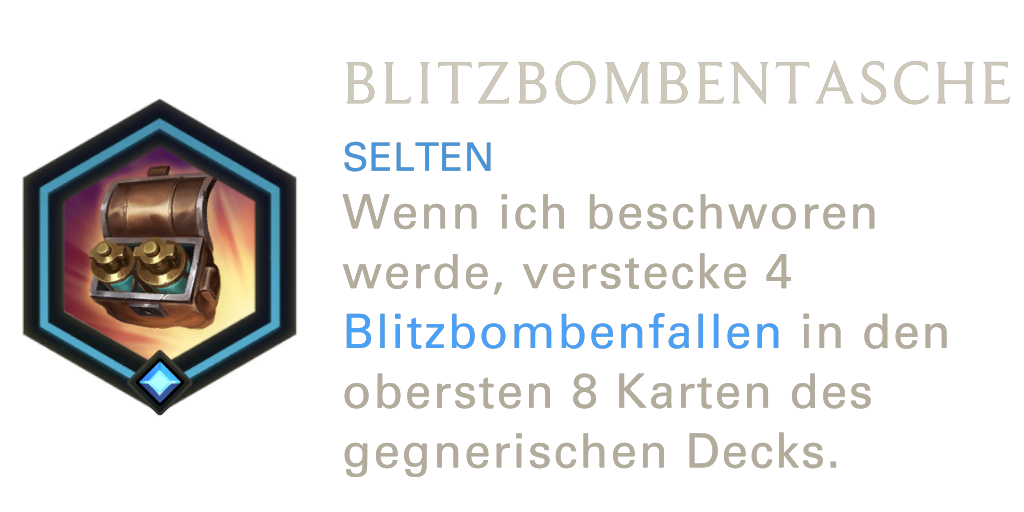 BLITZBOMBENTASCHE
SELTEN
Wenn ich beschworen
werde, verstecke 4
Blitzbombenfallen in den
obersten 8 Karten des
gegnerischen Decks.